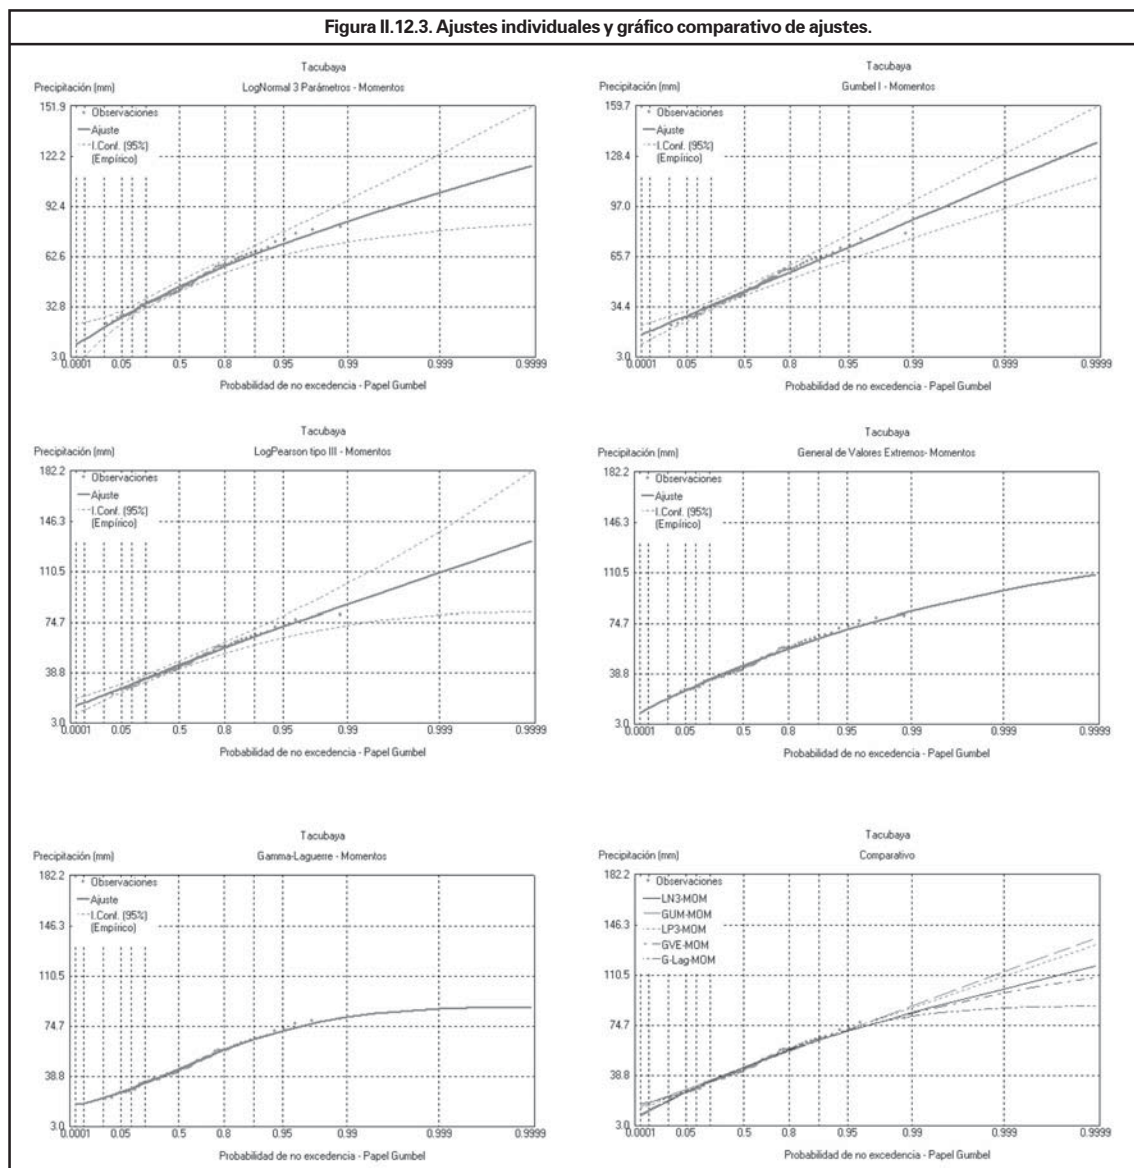 Figura II.12.3. Ajustes individuales y gráfico comparativo de ajustes.
Tacubaya
Precipitación (mm)
LogNormal 3 Parámetros - Momentos
151.9
122.2
92.4
62.6
32.8
3.0
Observaciones
Ajuste
I.Conf. (95%)
(Empírico)
0.0001
0.05
0.5
0.8
0.95
0.99
0.999
0.9999
Probabilidad de no excedencia - Papel Gumbel
Tacubaya
Precipitación (mm)
Gumbel I - Momentos
159.7
128.4
97.0
65.7
34.4
3.0
Observaciones
Ajuste
I.Conf. (95%)
(Empírico)
0.0001
0.05
0.5
0.8
0.95
0.99
0.999
0.9999
Probabilidad de no excedencia - Papel Gumbel
Tacubaya
Precipitación (mm)
LogPearson tipo III - Momentos
182.2
146.3
110.5
74.7
38.8
3.0
Observaciones
Ajuste
I.Conf. (95%)
(Empírico)
0.0001
0.05
0.5
0.8
0.95
0.99
0.999
0.9999
Probabilidad de no excedencia - Papel Gumbel
Tacubaya
Precipitación (mm)
General de Valores Extremos- Momentos
182.2
146.3
110.5
74.7
38.8
3.0
Observaciones
Ajuste
I.Conf. (95%)
(Empírico)
0.0001
0.05
0.5
0.8
0.95
0.99
0.999
0.9999
Probabilidad de no excedencia - Papel Gumbel
Tacubaya
Precipitación (mm)
Gamma-Laguerre - Momentos
182.2
146.3
110.5
74.7
38.8
3.0
Observaciones
Ajuste
I.Conf. (95%)
(Empírico)
0.0001
0.05
0.5
0.8
0.95
0.99
0.999
0.9999
Probabilidad de no excedencia - Papel Gumbel
Tacubaya
Precipitación (mm)
Comparativo
182.2
146.3
110.5
74.7
38.8
3.0
Observaciones
LN3-MOM
GUM-MOM
LP3-MOM
GVE-MOM
G-Lag-MOM
0.0001
0.05
0.5
0.8
0.95
0.99
0.999
0.9999
Probabilidad de no excedencia - Papel Gumbel